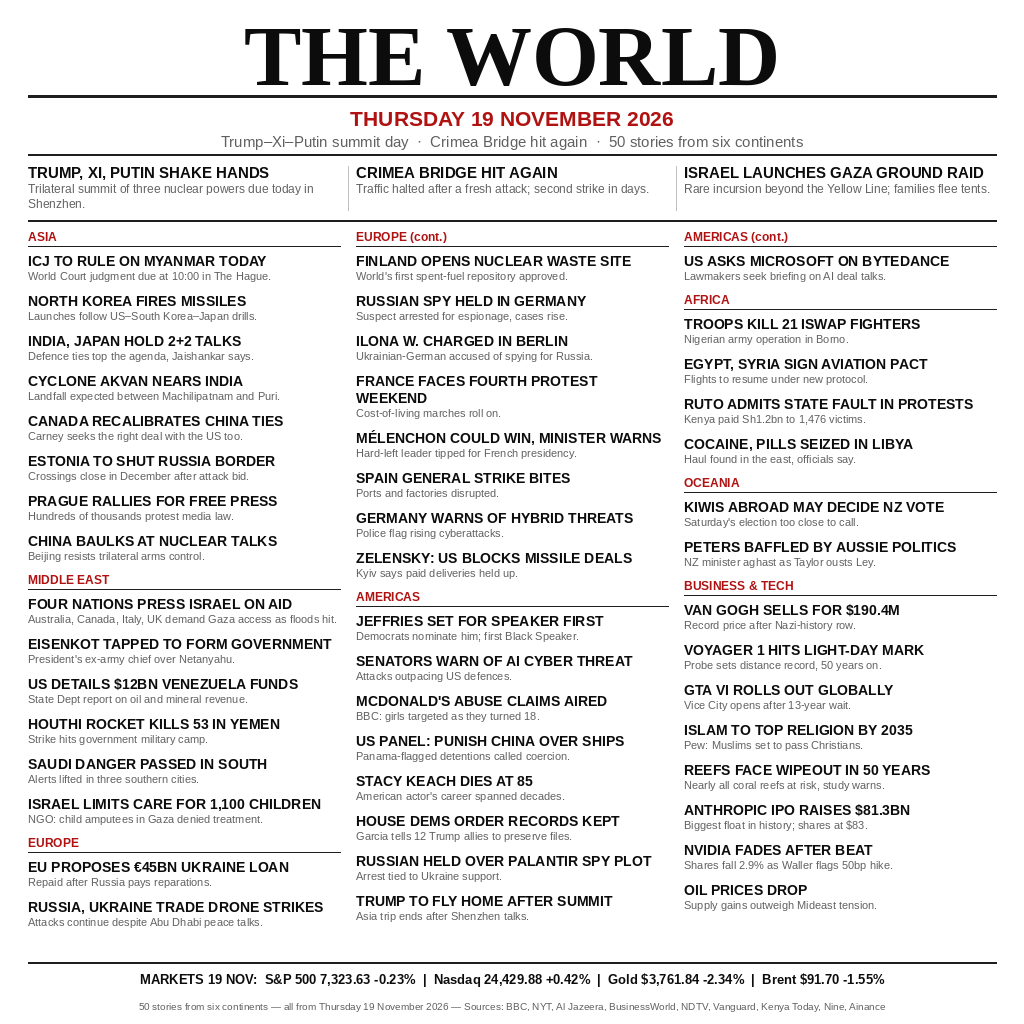 THE WORLD
THURSDAY 19 NOVEMBER 2026
Trump–Xi–Putin summit day · Crimea Bridge hit again · 50 stories from six continents
TRUMP, XI, PUTIN SHAKE HANDS
Trilateral summit of three nuclear powers due today in
Shenzhen.
CRIMEA BRIDGE HIT AGAIN
Traffic halted after a fresh attack; second strike in days.
ISRAEL LAUNCHES GAZA GROUND RAID
Rare incursion beyond the Yellow Line; families flee tents.
ASIA
ICJ TO RULE ON MYANMAR TODAY
World Court judgment due at 10:00 in The Hague.
NORTH KOREA FIRES MISSILES
Launches follow US–South Korea–Japan drills.
INDIA, JAPAN HOLD 2+2 TALKS
Defence ties top the agenda, Jaishankar says.
CYCLONE AKVAN NEARS INDIA
Landfall expected between Machilipatnam and Puri.
CANADA RECALIBRATES CHINA TIES
Carney seeks the right deal with the US too.
ESTONIA TO SHUT RUSSIA BORDER
Crossings close in December after attack bid.
PRAGUE RALLIES FOR FREE PRESS
Hundreds of thousands protest media law.
CHINA BAULKS AT NUCLEAR TALKS
Beijing resists trilateral arms control.
MIDDLE EAST
FOUR NATIONS PRESS ISRAEL ON AID
Australia, Canada, Italy, UK demand Gaza access as floods hit.
EISENKOT TAPPED TO FORM GOVERNMENT
President's ex-army chief over Netanyahu.
US DETAILS $12BN VENEZUELA FUNDS
State Dept report on oil and mineral revenue.
HOUTHI ROCKET KILLS 53 IN YEMEN
Strike hits government military camp.
SAUDI DANGER PASSED IN SOUTH
Alerts lifted in three southern cities.
ISRAEL LIMITS CARE FOR 1,100 CHILDREN
NGO: child amputees in Gaza denied treatment.
EUROPE
EU PROPOSES €45BN UKRAINE LOAN
Repaid after Russia pays reparations.
RUSSIA, UKRAINE TRADE DRONE STRIKES
Attacks continue despite Abu Dhabi peace talks.
EUROPE (cont.)
FINLAND OPENS NUCLEAR WASTE SITE
World's first spent-fuel repository approved.
RUSSIAN SPY HELD IN GERMANY
Suspect arrested for espionage, cases rise.
ILONA W. CHARGED IN BERLIN
Ukrainian-German accused of spying for Russia.
FRANCE FACES FOURTH PROTEST
WEEKEND
Cost-of-living marches roll on.
MÉLENCHON COULD WIN, MINISTER WARNS
Hard-left leader tipped for French presidency.
SPAIN GENERAL STRIKE BITES
Ports and factories disrupted.
GERMANY WARNS OF HYBRID THREATS
Police flag rising cyberattacks.
ZELENSKY: US BLOCKS MISSILE DEALS
Kyiv says paid deliveries held up.
AMERICAS
JEFFRIES SET FOR SPEAKER FIRST
Democrats nominate him; first Black Speaker.
SENATORS WARN OF AI CYBER THREAT
Attacks outpacing US defences.
MCDONALD'S ABUSE CLAIMS AIRED
BBC: girls targeted as they turned 18.
US PANEL: PUNISH CHINA OVER SHIPS
Panama-flagged detentions called coercion.
STACY KEACH DIES AT 85
American actor's career spanned decades.
HOUSE DEMS ORDER RECORDS KEPT
Garcia tells 12 Trump allies to preserve files.
RUSSIAN HELD OVER PALANTIR SPY PLOT
Arrest tied to Ukraine support.
TRUMP TO FLY HOME AFTER SUMMIT
Asia trip ends after Shenzhen talks.
AMERICAS (cont.)
US ASKS MICROSOFT ON BYTEDANCE
Lawmakers seek briefing on AI deal talks.
AFRICA
TROOPS KILL 21 ISWAP FIGHTERS
Nigerian army operation in Borno.
EGYPT, SYRIA SIGN AVIATION PACT
Flights to resume under new protocol.
RUTO ADMITS STATE FAULT IN PROTESTS
Kenya paid Sh1.2bn to 1,476 victims.
COCAINE, PILLS SEIZED IN LIBYA
Haul found in the east, officials say.
OCEANIA
KIWIS ABROAD MAY DECIDE NZ VOTE
Saturday's election too close to call.
PETERS BAFFLED BY AUSSIE POLITICS
NZ minister aghast as Taylor ousts Ley.
BUSINESS & TECH
VAN GOGH SELLS FOR $190.4M
Record price after Nazi-history row.
VOYAGER 1 HITS LIGHT-DAY MARK
Probe sets distance record, 50 years on.
GTA VI ROLLS OUT GLOBALLY
Vice City opens after 13-year wait.
ISLAM TO TOP RELIGION BY 2035
Pew: Muslims set to pass Christians.
REEFS FACE WIPEOUT IN 50 YEARS
Nearly all coral reefs at risk, study warns.
ANTHROPIC IPO RAISES $81.3BN
Biggest float in history; shares at $83.
NVIDIA FADES AFTER BEAT
Shares fall 2.9% as Waller flags 50bp hike.
OIL PRICES DROP
Supply gains outweigh Mideast tension.
MARKETS 19 NOV: S&P 500 7,323.63 -0.23% | Nasdaq 24,429.88 +0.42% | Gold $3,761.84 -2.34% | Brent $91.70 -1.55%
50 stories from six continents — all from Thursday 19 November 2026 — Sources: BBC, NYT, Al Jazeera, BusinessWorld, NDTV, Vanguard, Kenya Today, Nine, Ainance